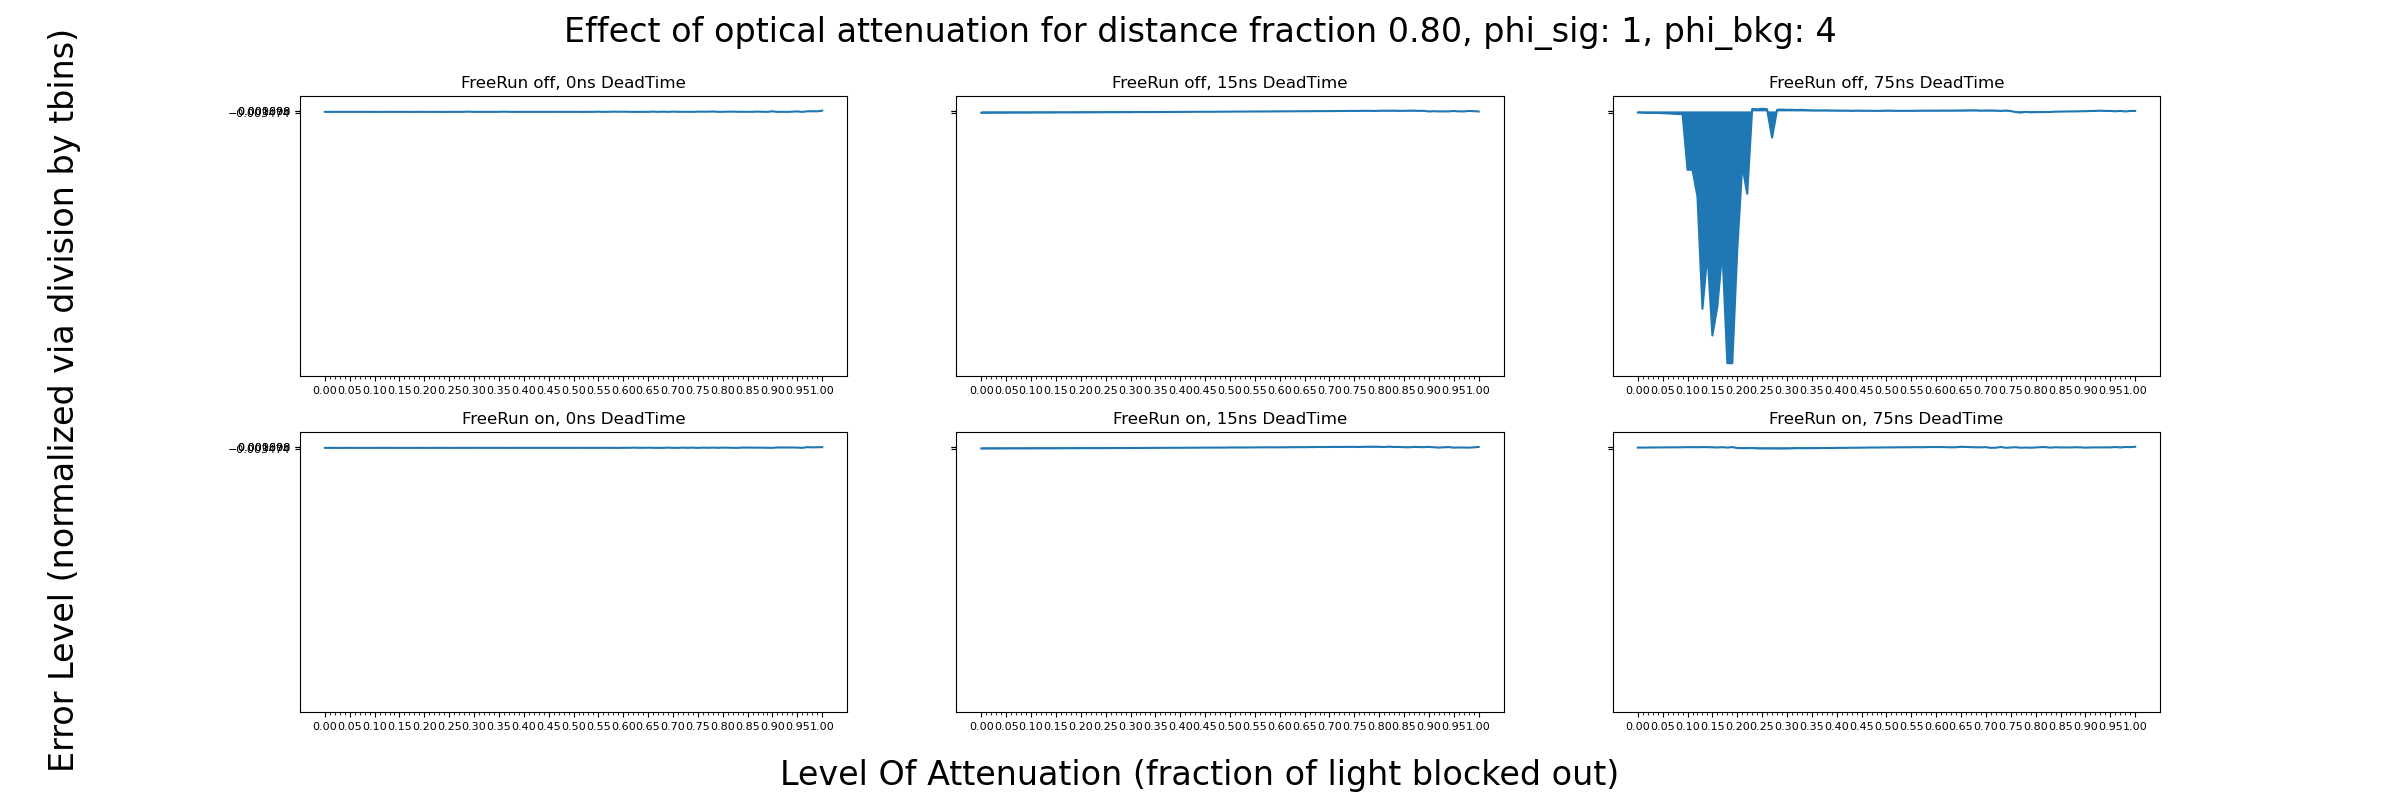 Effect of optical attenuation for distance fraction 0.80, phi_sig: 1, phi_bkg: 4
Error Level (normalized via division by tbins)
FreeRun off, 0ns DeadTime
−0.003474
0.00 0.05 0.10 0.15 0.20 0.25 0.30 0.35 0.40 0.45 0.50 0.55 0.60 0.65 0.70 0.75 0.80 0.85 0.90 0.95 1.00
FreeRun off, 15ns DeadTime
0.00 0.05 0.10 0.15 0.20 0.25 0.30 0.35 0.40 0.45 0.50 0.55 0.60 0.65 0.70 0.75 0.80 0.85 0.90 0.95 1.00
FreeRun off, 75ns DeadTime
0.00 0.05 0.10 0.15 0.20 0.25 0.30 0.35 0.40 0.45 0.50 0.55 0.60 0.65 0.70 0.75 0.80 0.85 0.90 0.95 1.00
FreeRun on, 0ns DeadTime
−0.003474
0.00 0.05 0.10 0.15 0.20 0.25 0.30 0.35 0.40 0.45 0.50 0.55 0.60 0.65 0.70 0.75 0.80 0.85 0.90 0.95 1.00
FreeRun on, 15ns DeadTime
0.00 0.05 0.10 0.15 0.20 0.25 0.30 0.35 0.40 0.45 0.50 0.55 0.60 0.65 0.70 0.75 0.80 0.85 0.90 0.95 1.00
FreeRun on, 75ns DeadTime
0.00 0.05 0.10 0.15 0.20 0.25 0.30 0.35 0.40 0.45 0.50 0.55 0.60 0.65 0.70 0.75 0.80 0.85 0.90 0.95 1.00
Level Of Attenuation (fraction of light blocked out)